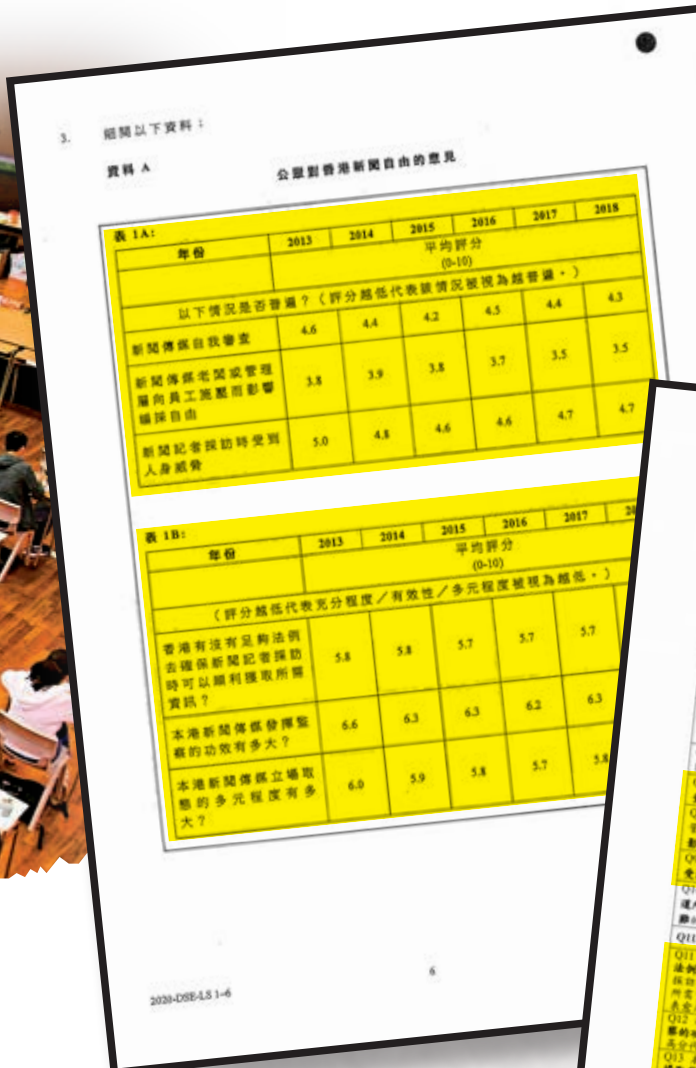 3. 細閱以下資料：
資料 A 公眾對香港新聞自由的意見
表 1A:
年份 2013 2014 2015 2016 2017 2018
平均評分
(0-10)
以下情況是否普遍？（評分越低代表該情況被視為越普遍。）
新聞傳媒自我審查 4.6 4.4 4.2 4.5 4.4 4.3
新聞傳媒老闆或管理
層向員工施壓而影響
編採自由
3.8 3.9 3.8 3.7 3.5 3.5
新聞記者採訪時受到
人身威脅
5.0 4.8 4.6 4.6 4.7 4.7
表 1B:
年份 2013 2014 2015 2016 2017
平均評分
(0-10)
（評分越低代表充分程度／有效性／多元程度被視為越低。）
香港有沒有足夠法例
去確保新聞記者採訪
時可以順利獲取所需
資訊？
5.8 5.8 5.7 5.7 5.7
本港新聞傳媒發揮監
察的功效有多大？
6.6 6.3 6.3 6.2 6.3
本港新聞傳媒立場取
態的多元程度有多
大？
6.0 5.9 5.8 5.7 5.8
2020-DSE-LS 1-6
6
Q11
Q12
Q13